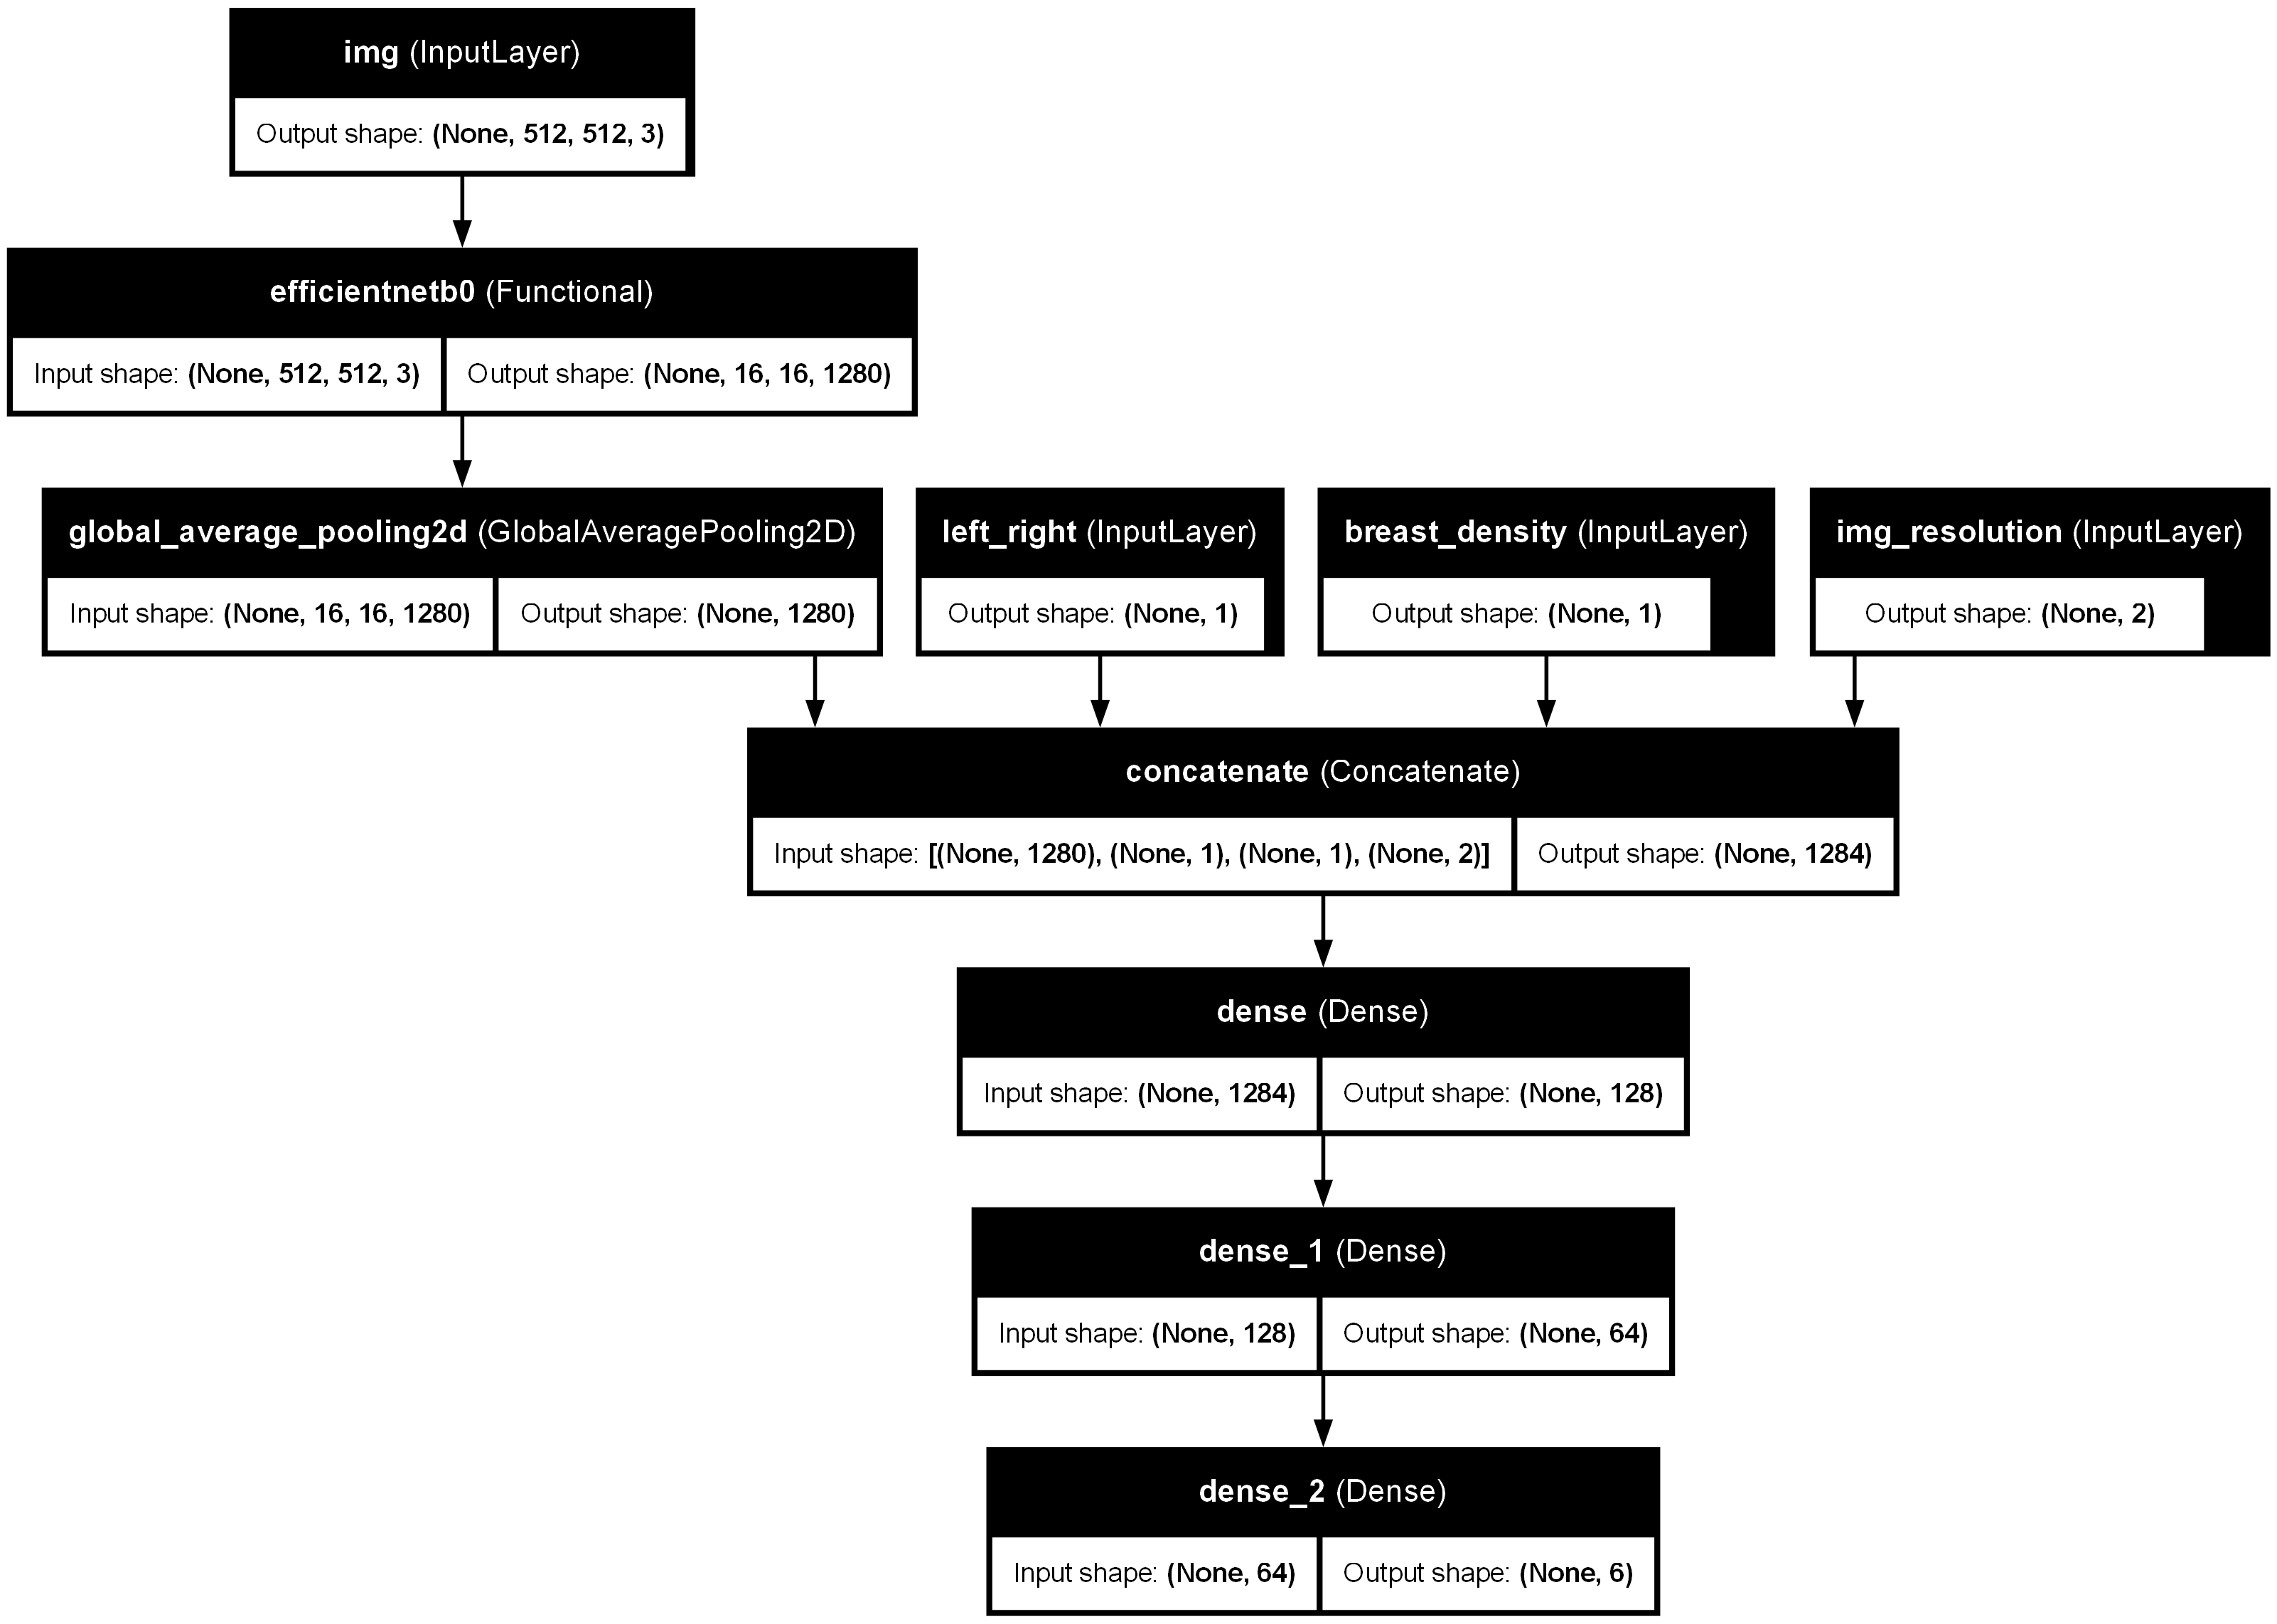 img (InputLayer)
Output shape: (None, 512, 512, 3)
efficientnetb0 (Functional)
Input shape: (None, 512, 512, 3)
Output shape: (None, 16, 16, 1280)
global_average_pooling2d (GlobalAveragePooling2D)
Input shape: (None, 16, 16, 1280)
Output shape: (None, 1280)
left_right (InputLayer)
Output shape: (None, 1)
breast_density (InputLayer)
Output shape: (None, 1)
img_resolution (InputLayer)
Output shape: (None, 2)
concatenate (Concatenate)
Input shape: [(None, 1280), (None, 1), (None, 1), (None, 2)]
Output shape: (None, 1284)
dense (Dense)
Input shape: (None, 1284)
Output shape: (None, 128)
dense_1 (Dense)
Input shape: (None, 128)
Output shape: (None, 64)
dense_2 (Dense)
Input shape: (None, 64)
Output shape: (None, 6)